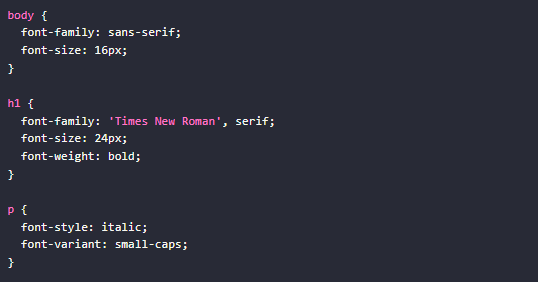 body {
  font-family: sans-serif;
  font-size: 16px;
}

h1 {
  font-family: 'Times New Roman', serif;
  font-size: 24px;
  font-weight: bold;
}

p {
  font-style: italic;
  font-variant: small-caps;
}